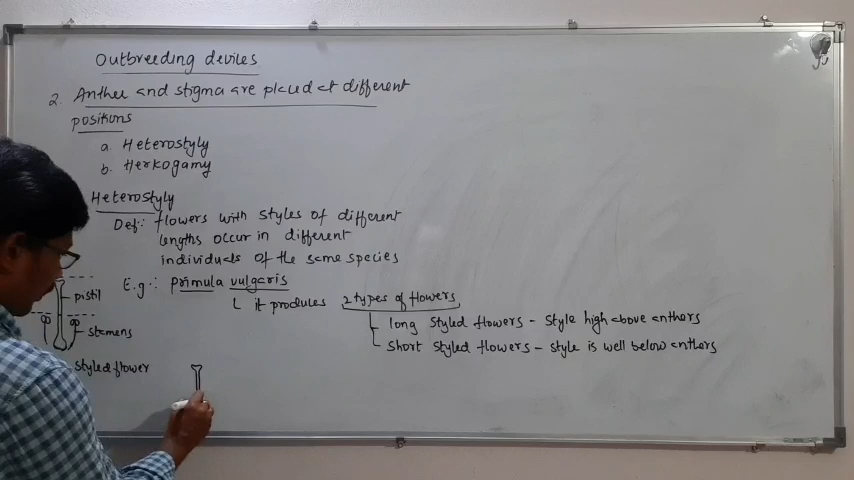 Outbreeding devices
2. Anther and stigma are placed at different
positions
a. Heterostyly
b. Herkogamy
Heterostyly
Def:- flowers with styles of different
lengths occur in different
individuals of the same species
E.g.:- Primula vulgaris
it produces 2 types of flowers
long styled flowers - style high above anthers
short styled flowers - style is well below anthers
pistil
stamens
styled flower